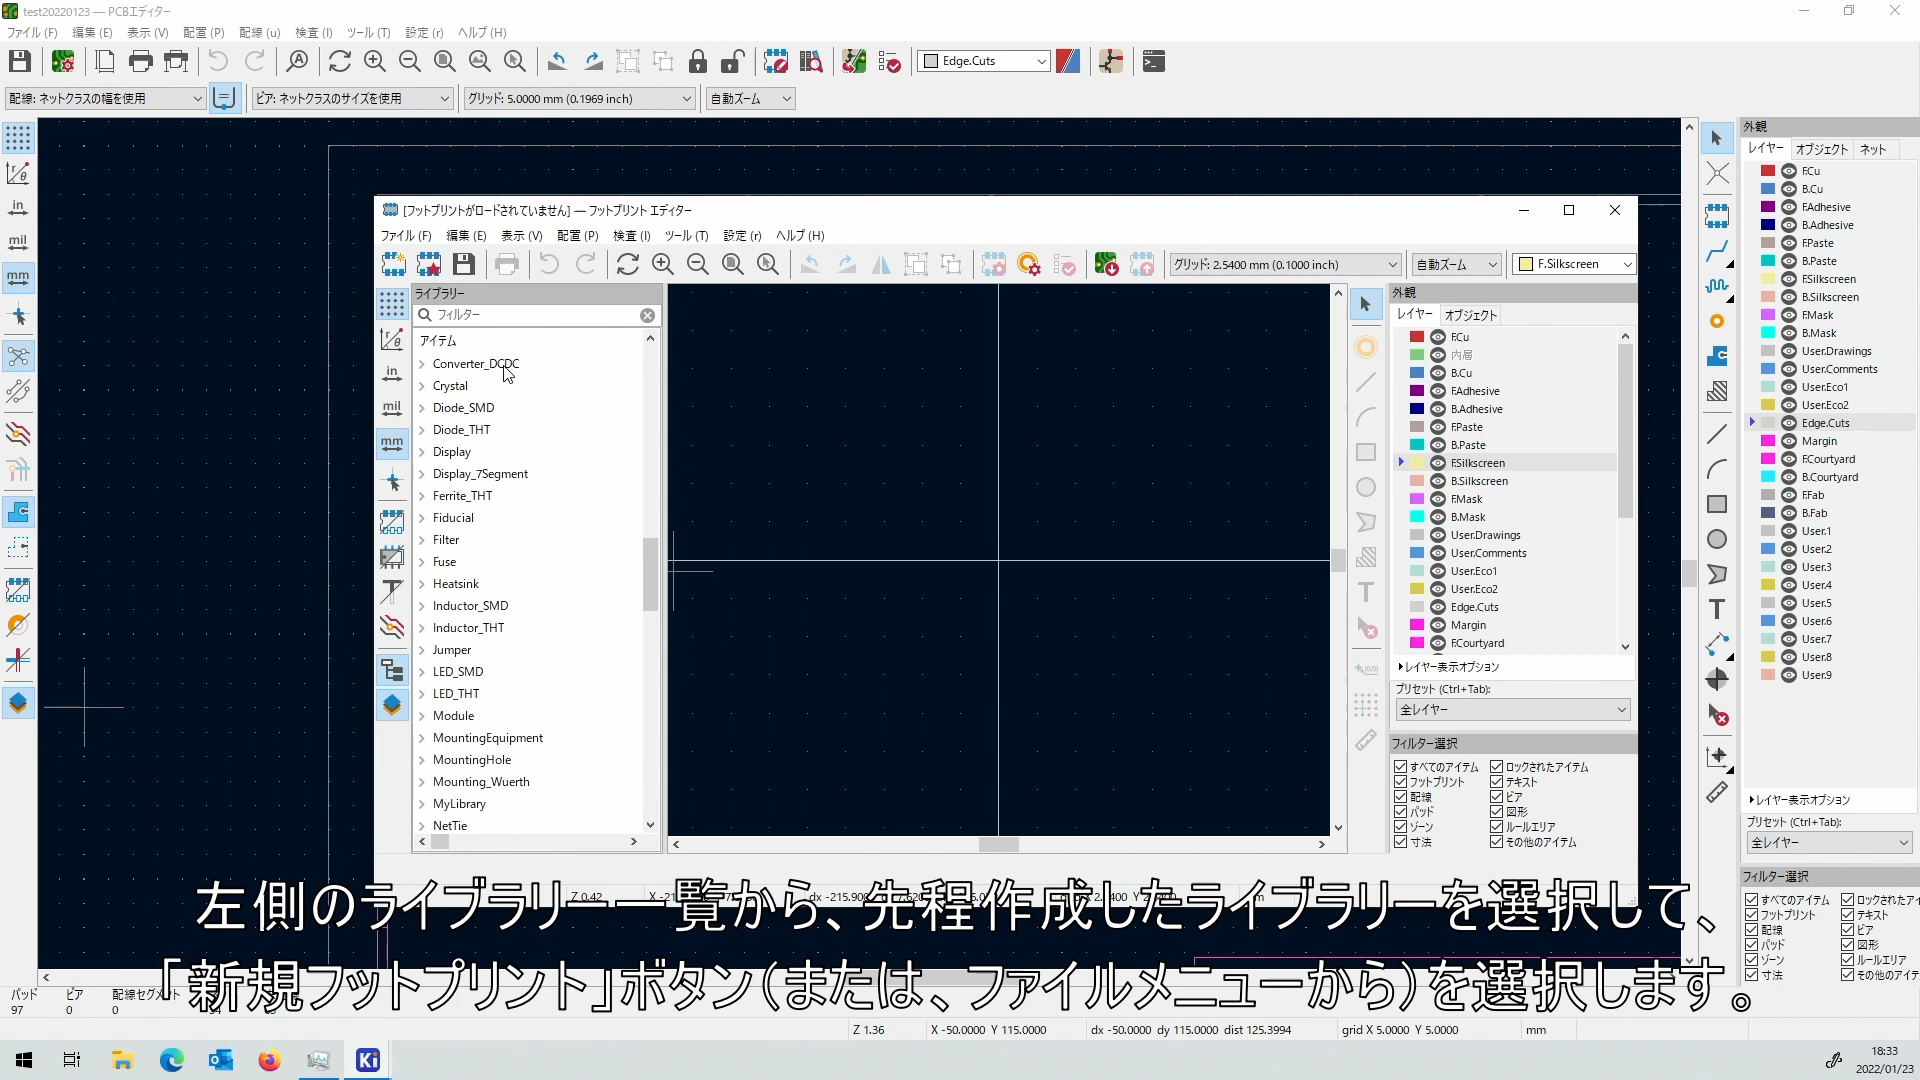 test20220123 — PCBエディター
ファイル (F) 編集 (E) 表示 (V) 配置 (P) 配線 (u) 検査 (I) ツール (T) 設定 (r) ヘルプ (H)
Edge.Cuts
配線: ネットクラスの幅を使用 ビア: ネットクラスのサイズを使用 グリッド: 5.0000 mm (0.1969 inch) 自動ズーム
in
mil
mm
外観
レイヤー オブジェクト ネット
F.Cu
B.Cu
F.Adhesive
B.Adhesive
F.Paste
B.Paste
F.Silkscreen
B.Silkscreen
F.Mask
B.Mask
User.Drawings
User.Comments
User.Eco1
User.Eco2
Edge.Cuts
Margin
F.Courtyard
B.Courtyard
F.Fab
B.Fab
User.1
User.2
User.3
User.4
User.5
User.6
User.7
User.8
User.9
レイヤー表示オプション
プリセット (Ctrl+Tab):
全レイヤー
フィルター選択
すべてのアイテム ロックされたアイ
フットプリント テキスト
配線 ビア
パッド 図形
ゾーン ルールエリア
寸法 その他のアイテ
[フットプリントがロードされていません] — フットプリント エディター
ファイル (F) 編集 (E) 表示 (V) 配置 (P) 検査 (I) ツール (T) 設定 (r) ヘルプ (H)
グリッド: 2.5400 mm (0.1000 inch) 自動ズーム F.Silkscreen
in
mil
mm
ライブラリー
フィルター
アイテム
Converter_DCDC
Crystal
Diode_SMD
Diode_THT
Display
Display_7Segment
Ferrite_THT
Fiducial
Filter
Fuse
Heatsink
Inductor_SMD
Inductor_THT
Jumper
LED_SMD
LED_THT
Module
MountingEquipment
MountingHole
Mounting_Wuerth
MyLibrary
NetTie
外観
レイヤー オブジェクト
F.Cu
内層
B.Cu
F.Adhesive
B.Adhesive
F.Paste
B.Paste
F.Silkscreen
B.Silkscreen
F.Mask
B.Mask
User.Drawings
User.Comments
User.Eco1
User.Eco2
Edge.Cuts
Margin
F.Courtyard
レイヤー表示オプション
プリセット (Ctrl+Tab):
全レイヤー
フィルター選択
すべてのアイテム ロックされたアイテム
フットプリント テキスト
配線 ビア
パッド 図形
ゾーン ルールエリア
寸法 その他のアイテム
Z 0.42
左側のライブラリー一覧から、先程作成したライブラリーを選択して、
「新規フットプリント」ボタン(または、ファイルメニューから)を選択します。
パッド ビア 配線セグメント
97 0 0
Z 1.36 X -50.0000 Y 115.0000 dx -50.0000 dy 115.0000 dist 125.3994 grid X 5.0000 Y 5.0000 mm
Ki
18:33
2022/01/23